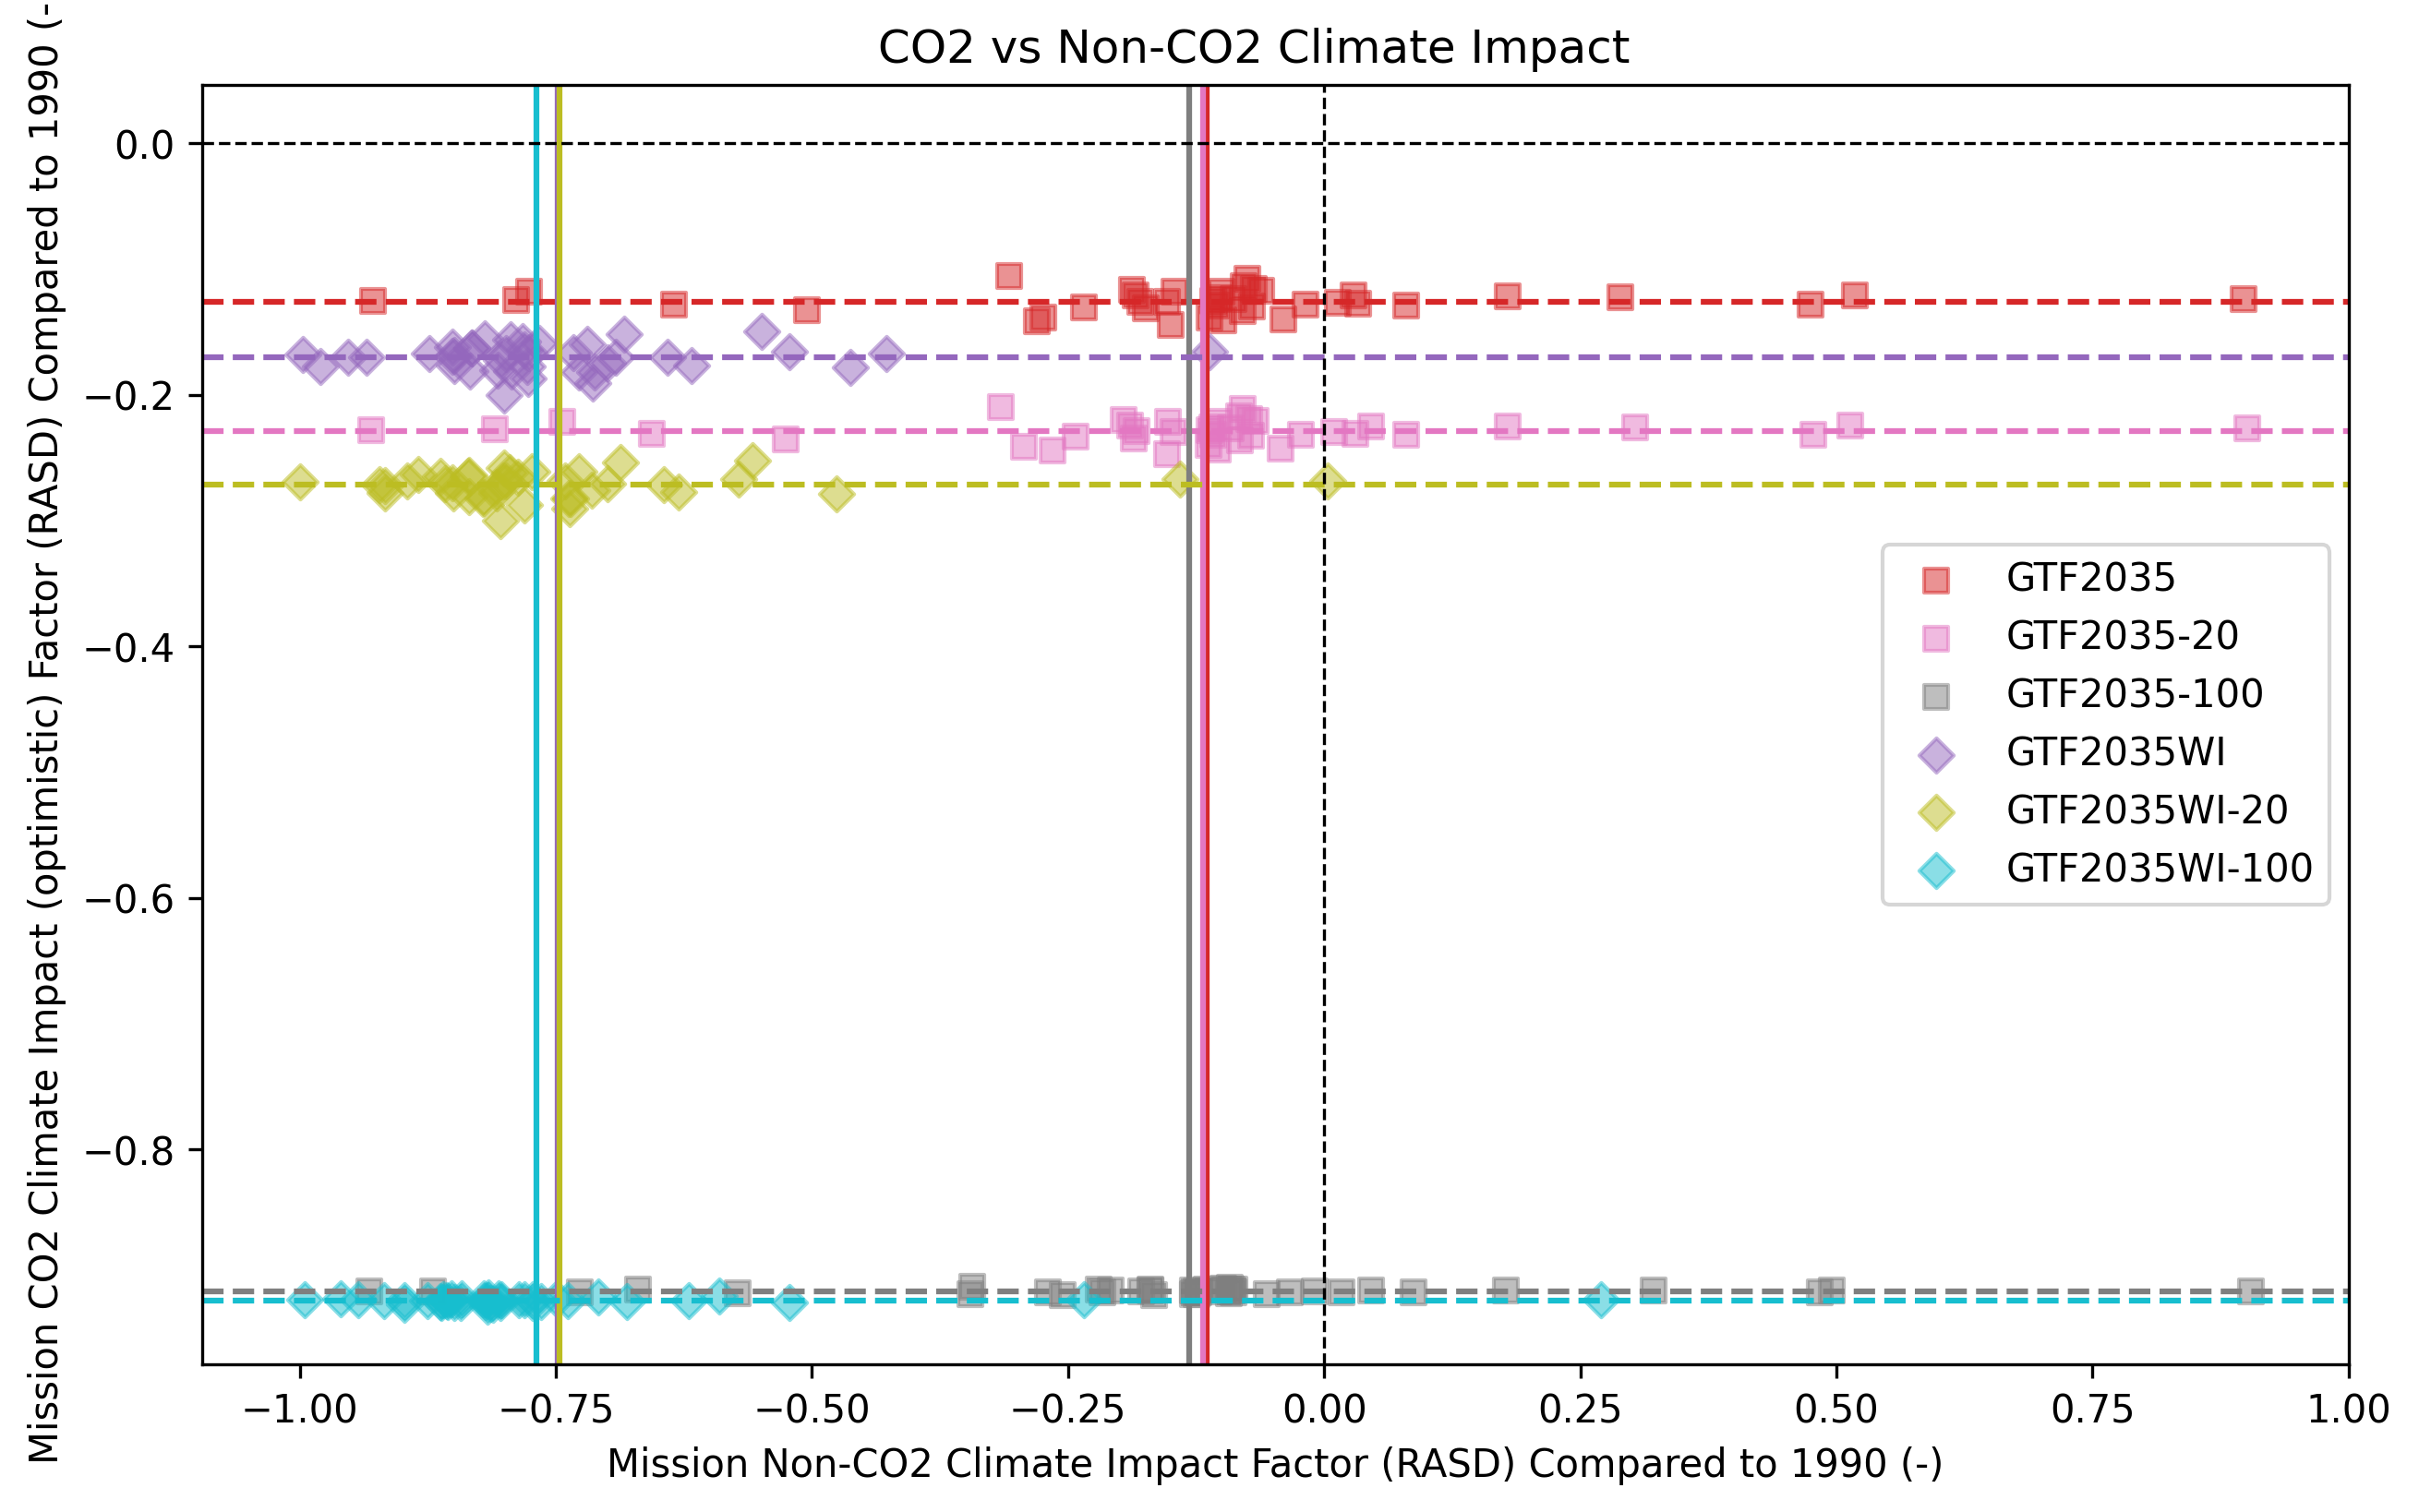 CO2 vs Non-CO2 Climate Impact
Mission CO2 Climate Impact (optimistic) Factor (RASD) Compared to 1990 (-
0.0
−0.2
−0.4
−0.6
−0.8
GTF2035
GTF2035-20
GTF2035-100
GTF2035WI
GTF2035WI-20
GTF2035WI-100
−1.00 −0.75 −0.50 −0.25 0.00 0.25 0.50 0.75 1.00
Mission Non-CO2 Climate Impact Factor (RASD) Compared to 1990 (-)